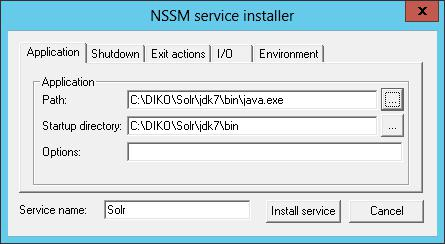 NSSM service installer
x
Application Shutdown Exit actions I/O Environment
Application
Path: C:\DIKO\Solr\jdk7\bin\java.exe ...
Startup directory: C:\DIKO\Solr\jdk7\bin ...
Options:
Service name: Solr Install service Cancel